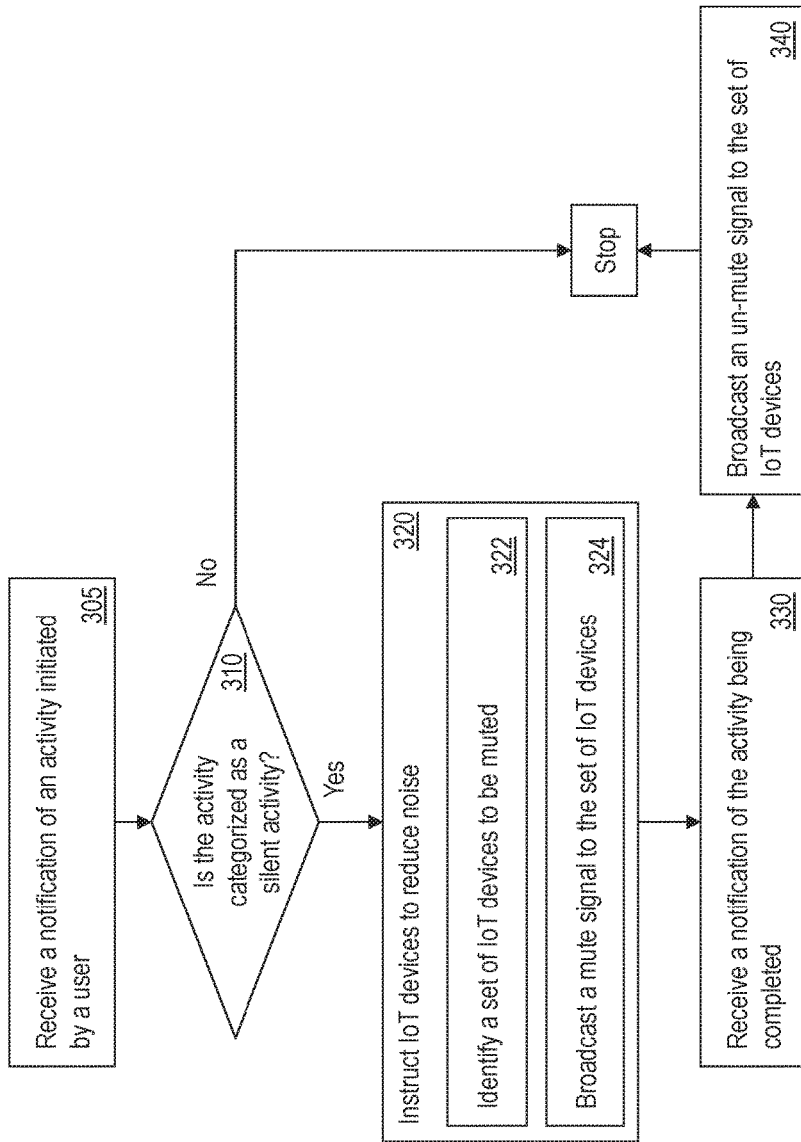 Receive a notification of an activity initiated
by a user
305
Is the activity
categorized as a
silent activity?
310
No
Yes
Instruct IoT devices to reduce noise
320
Identify a set of IoT devices to be muted
322
Broadcast a mute signal to the set of IoT devices
324
Receive a notification of the activity being
completed
330
Broadcast an un-mute signal to the set of
IoT devices
340
Stop